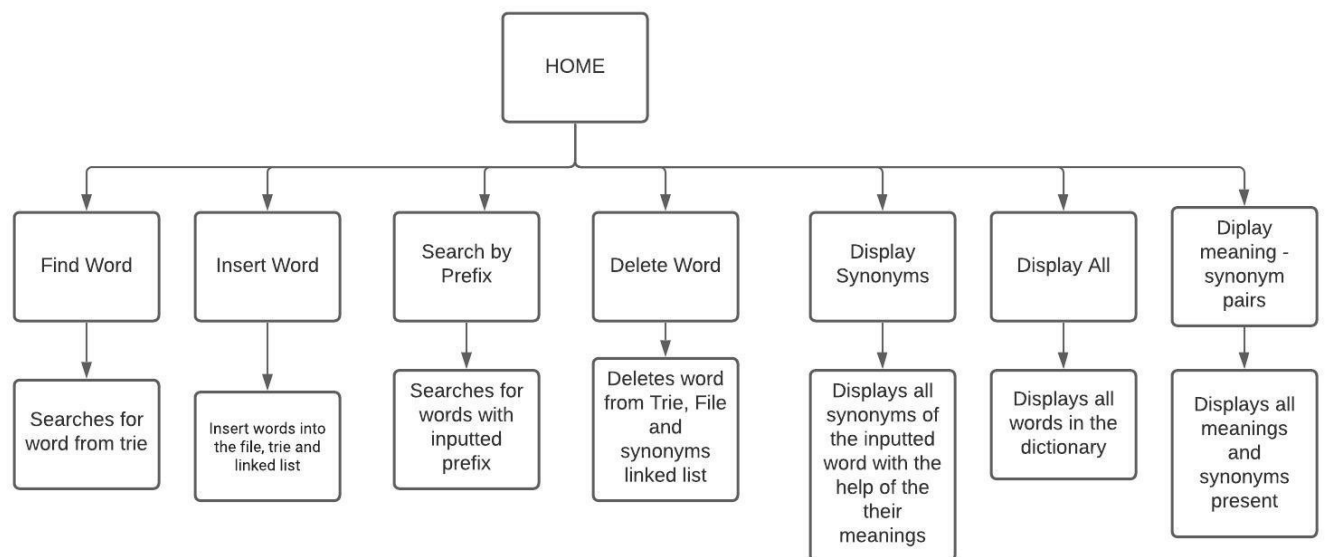 HOME
Find Word
Insert Word
Search by
Prefix
Delete Word
Display
Synonyms
Display All
Diplay
meaning -
synonym
pairs
Searches for
word from trie
Insert words into
the file, trie and
linked list
Searches for
words with
inputted
prefix
Deletes word
from Trie, File
and
synonyms
linked list
Displays all
synonyms of
the inputted
word with the
help of the
their
meanings
Displays all
words in the
dictionary
Displays all
meanings
and
synonyms
present